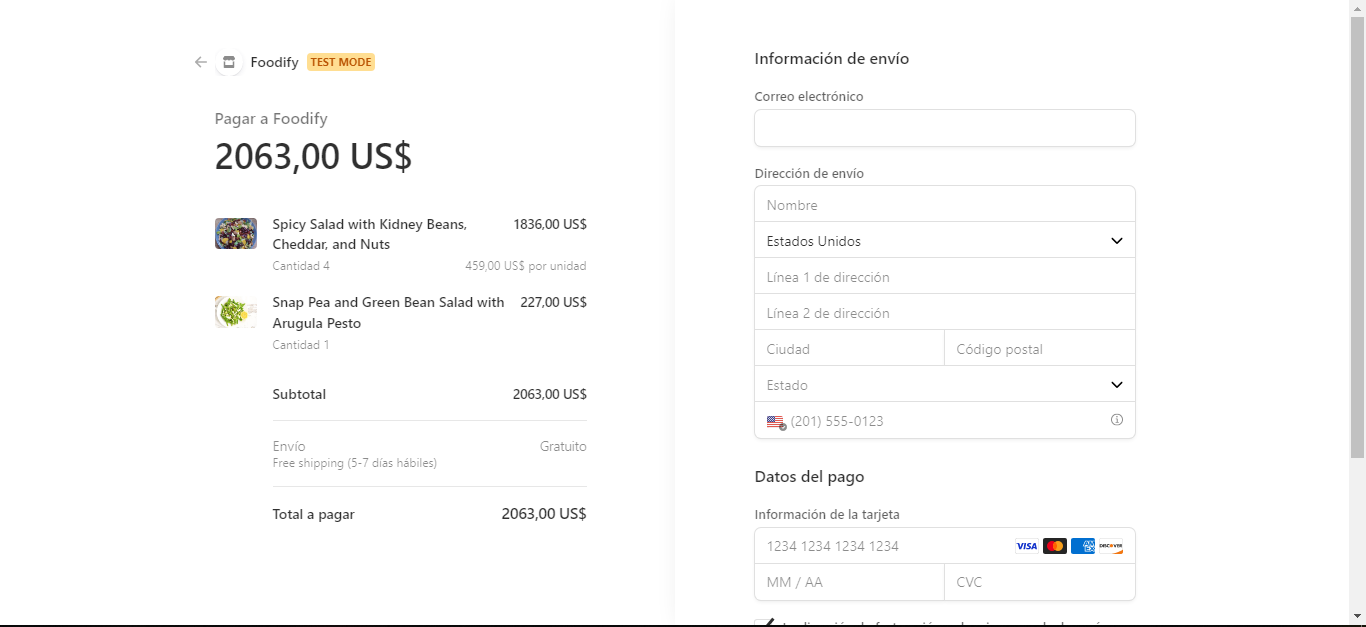 Foodify TEST MODE
Pagar a Foodify
2063,00 US$
Spicy Salad with Kidney Beans, 1836,00 US$
Cheddar, and Nuts
Cantidad 4 459,00 US$ por unidad
Snap Pea and Green Bean Salad with 227,00 US$
Arugula Pesto
Cantidad 1
Subtotal 2063,00 US$
Envío Gratuito
Free shipping (5-7 días hábiles)
Total a pagar 2063,00 US$
Información de envío
Correo electrónico
Dirección de envío
Nombre
Estados Unidos
Línea 1 de dirección
Línea 2 de dirección
Ciudad Código postal
Estado
(201) 555-0123
Datos del pago
Información de la tarjeta
1234 1234 1234 1234 VISA AMEX DISCOVER
MM / AA CVC